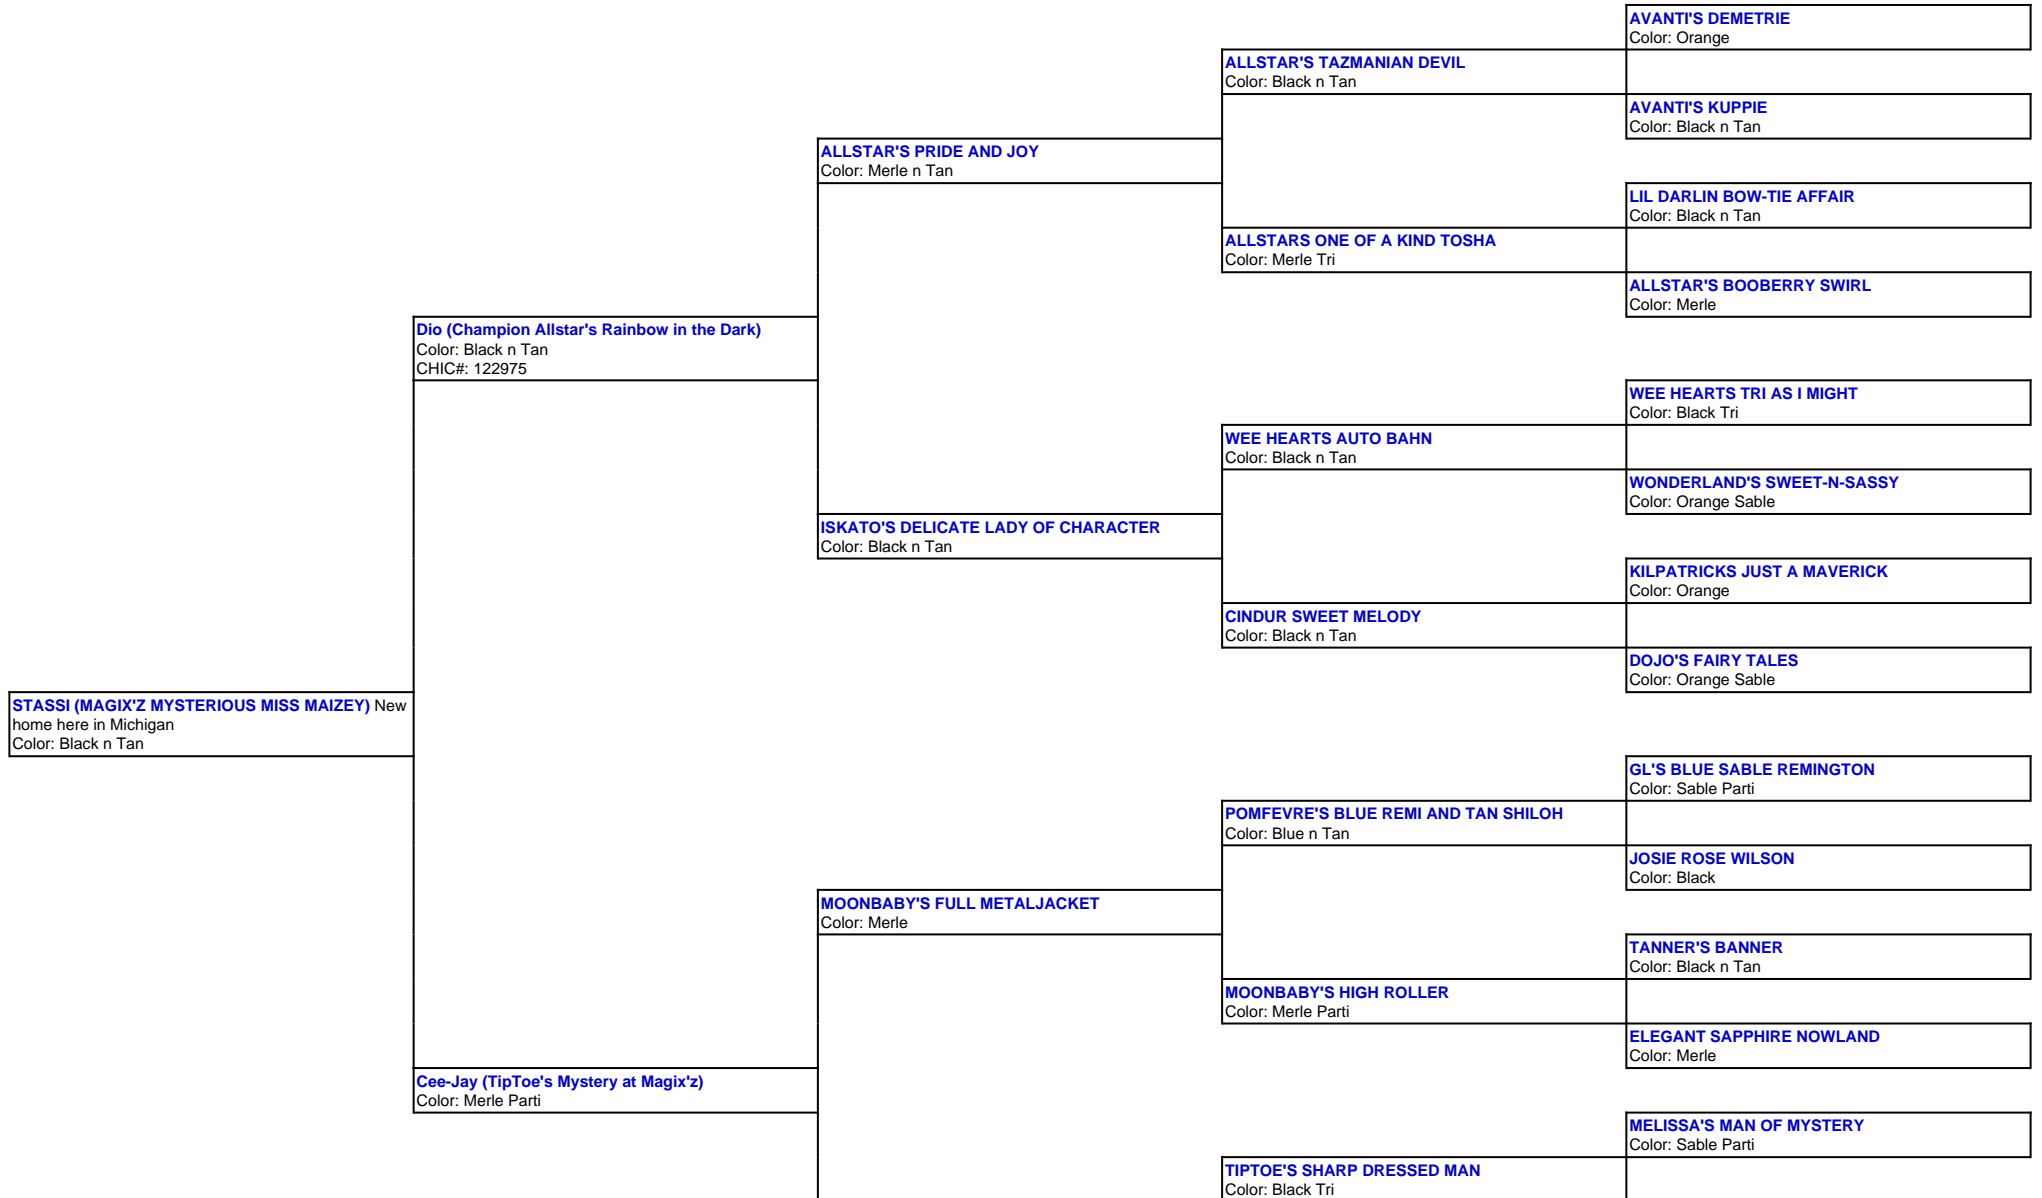 AVANTI'S DEMETRIE
Color: Orange
ALLSTAR'S TAZMANIAN DEVIL
Color: Black n Tan
AVANTI'S KUPPIE
Color: Black n Tan
ALLSTAR'S PRIDE AND JOY
Color: Merle n Tan
LIL DARLIN BOW-TIE AFFAIR
Color: Black n Tan
ALLSTARS ONE OF A KIND TOSHA
Color: Merle Tri
ALLSTAR'S BOOBERRY SWIRL
Color: Merle
Dio (Champion Allstar's Rainbow in the Dark)
Color: Black n Tan
CHIC#: 122975
WEE HEARTS TRI AS I MIGHT
Color: Black Tri
WEE HEARTS AUTO BAHN
Color: Black n Tan
WONDERLAND'S SWEET-N-SASSY
Color: Orange Sable
ISKATO'S DELICATE LADY OF CHARACTER
Color: Black n Tan
KILPATRICKS JUST A MAVERICK
Color: Orange
CINDUR SWEET MELODY
Color: Black n Tan
DOJO'S FAIRY TALES
Color: Orange Sable
STASSI (MAGIX'Z MYSTERIOUS MISS MAIZEY) New
home here in Michigan
Color: Black n Tan
GL'S BLUE SABLE REMINGTON
Color: Sable Parti
POMFEVRE'S BLUE REMI AND TAN SHILOH
Color: Blue n Tan
JOSIE ROSE WILSON
Color: Black
MOONBABY'S FULL METALJACKET
Color: Merle
TANNER'S BANNER
Color: Black n Tan
MOONBABY'S HIGH ROLLER
Color: Merle Parti
ELEGANT SAPPHIRE NOWLAND
Color: Merle
Cee-Jay (TipToe's Mystery at Magix'z)
Color: Merle Parti
MELISSA'S MAN OF MYSTERY
Color: Sable Parti
TIPTOE'S SHARP DRESSED MAN
Color: Black Tri